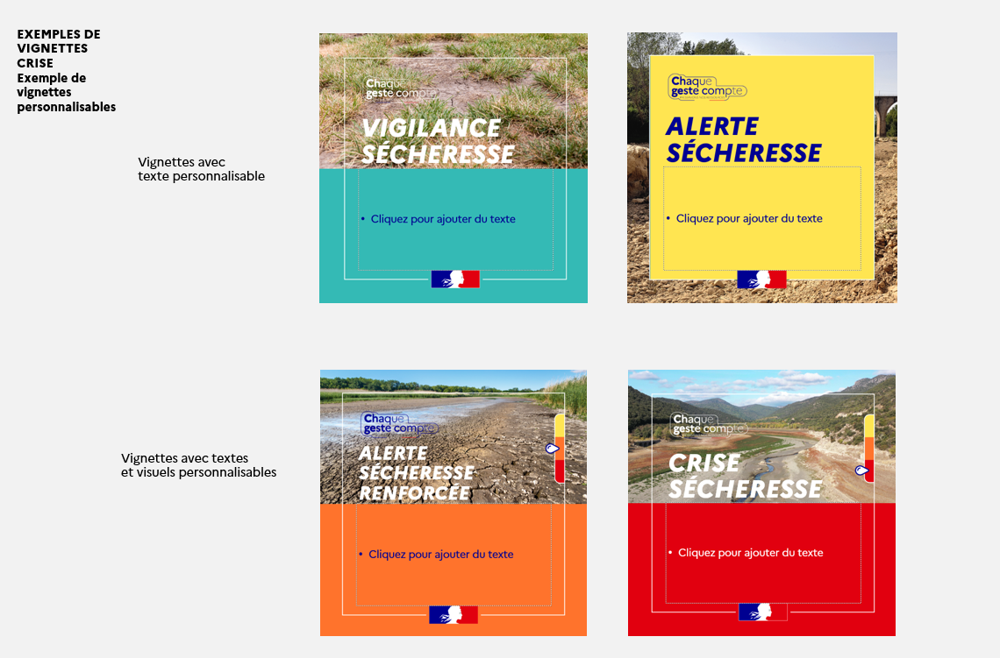 EXEMPLES DE
VIGNETTES
CRISE
Exemple de
vignettes
personnalisables
Vignettes avec
texte personnalisable
Chaque
geste compte
VIGILANCE
SÉCHERESSE
• Cliquez pour ajouter du texte
Chaque
geste compte
ALERTE
SÉCHERESSE
• Cliquez pour ajouter du texte
Vignettes avec textes
et visuels personnalisables
Chaque
geste compte
ALERTE
SÉCHERESSE
RENFORCÉE
• Cliquez pour ajouter du texte
Chaque
geste compte
CRISE
SÉCHERESSE
• Cliquez pour ajouter du texte